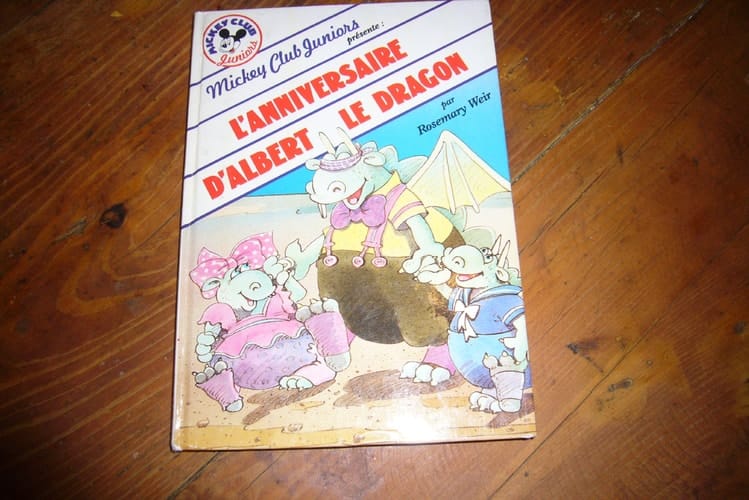 MICKEY CLUB
Juniors
Mickey Club Juniors
présente :
L'ANNIVERSAIRE
D'ALBERT LE DRAGON
par
Rosemary Weir